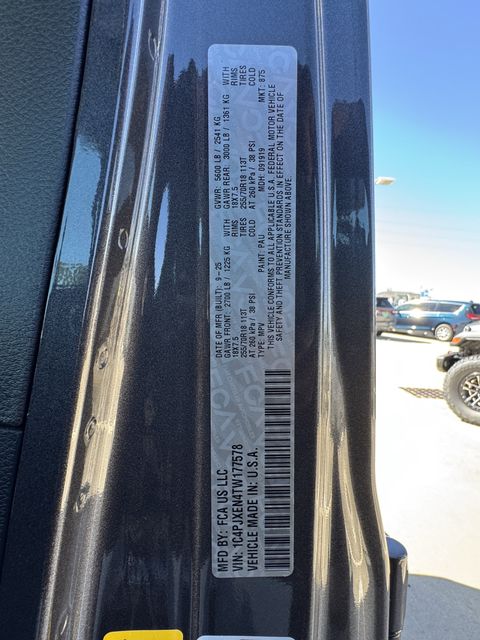 MFD BY: FCA US LLC
VIN: 1C4PJXEN4TW177578
VEHICLE MADE IN: U.S.A.
DATE OF MFR (BUILT): 9-25 GVWR: 5600 LB / 2541 KG
GAWR FRONT: 2700 LB / 1225 KG WITH GAWR REAR: 3000 LB / 1361 KG WITH
18X7.5 RIMS 18X7.5 RIMS
255/70R18 113T TIRES 255/70R18 113T TIRES
AT 260 kPa / 38 PSI COLD AT 260 kPa / 38 PSI COLD
TYPE: MPV PAINT: PAU MDH: 091919 MKT: 875
THIS VEHICLE CONFORMS TO ALL APPLICABLE U.S.A. FEDERAL MOTOR VEHICLE
SAFETY AND THEFT PREVENTION STANDARDS IN EFFECT ON THE DATE OF
MANUFACTURE SHOWN ABOVE.